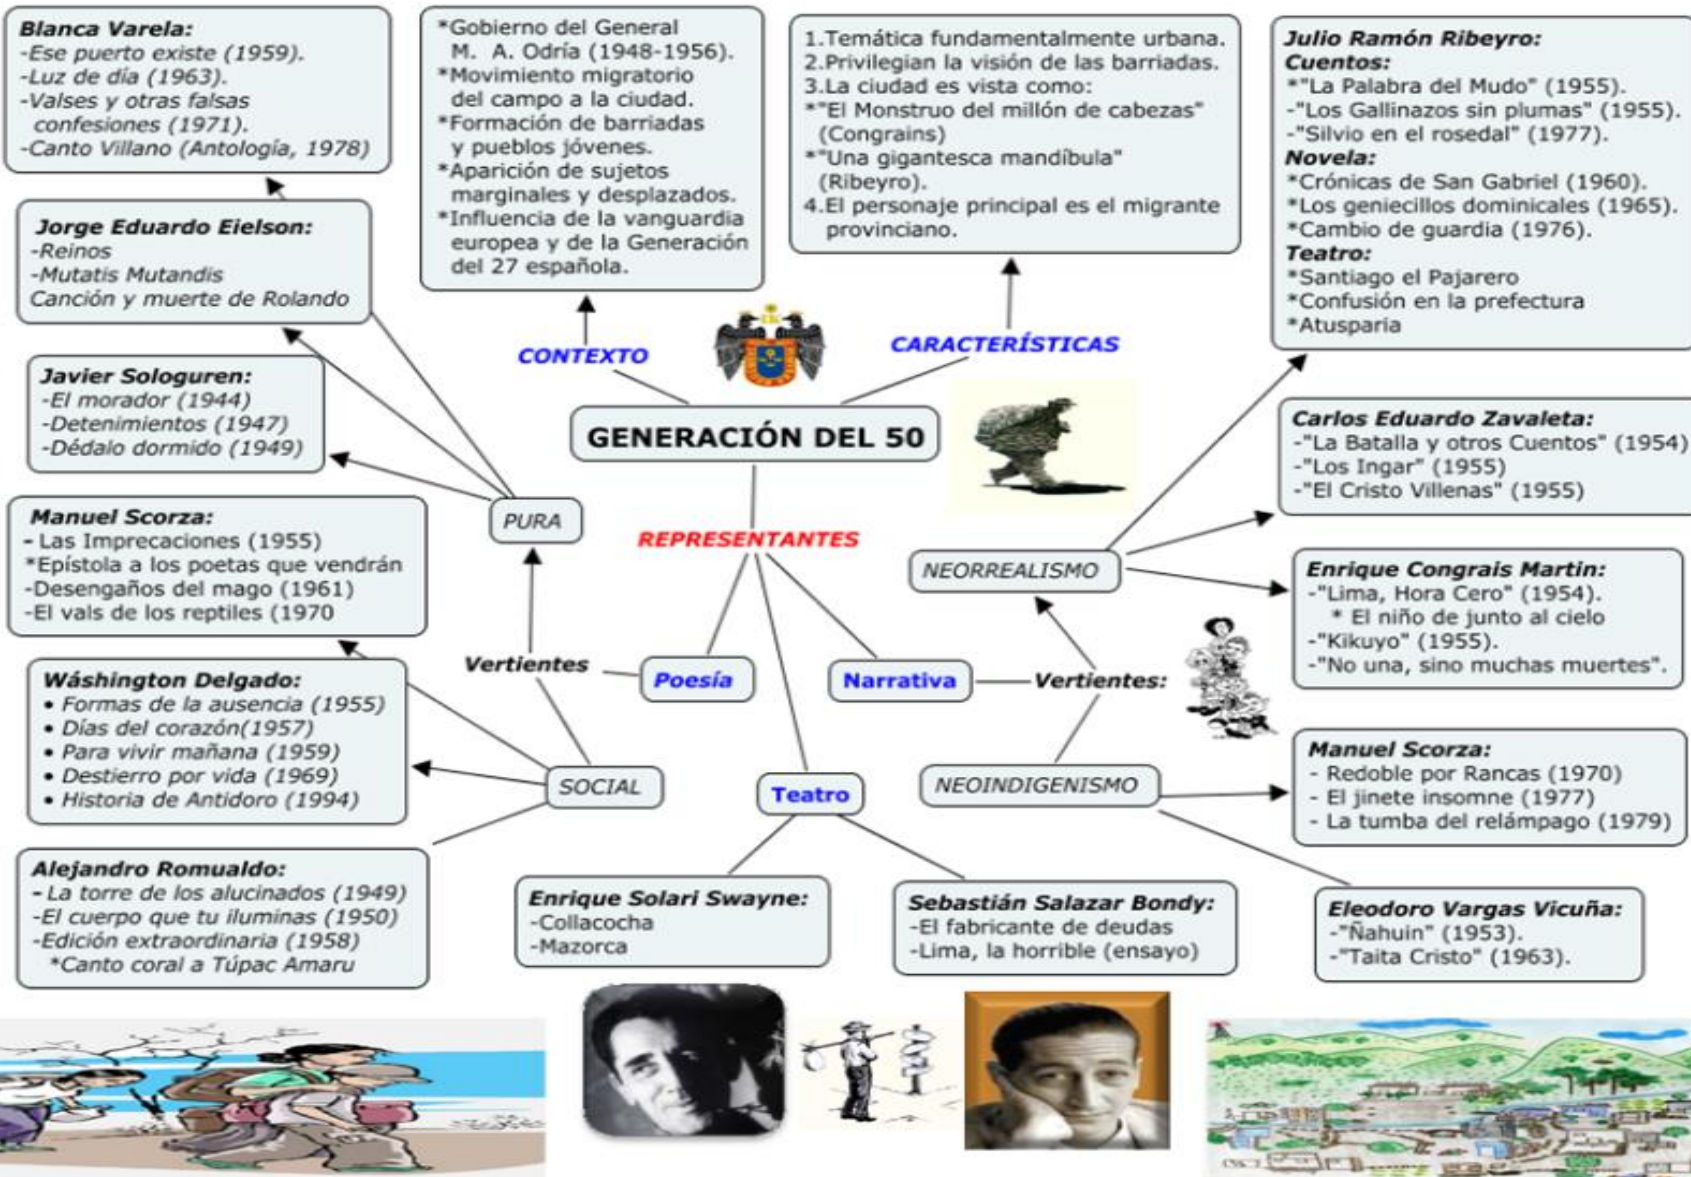 Blanca Varela:
-Ese puerto existe (1959).
-Luz de día (1963).
-Valses y otras falsas
confesiones (1971).
-Canto Villano (Antología, 1978)
*Gobierno del General
M. A. Odría (1948-1956).
*Movimiento migratorio
del campo a la ciudad.
*Formación de barriadas
y pueblos jóvenes.
*Aparición de sujetos
marginales y desplazados.
*Influencia de la vanguardia
europea y de la Generación
del 27 española.
1.Temática fundamentalmente urbana.
2.Privilegian la visión de las barriadas.
3.La ciudad es vista como:
*"El Monstruo del millón de cabezas"
(Congrains)
*"Una gigantesca mandíbula"
(Ribeyro).
4.El personaje principal es el migrante
provinciano.
Julio Ramón Ribeyro:
Cuentos:
*"La Palabra del Mudo" (1955).
-"Los Gallinazos sin plumas" (1955).
-"Silvio en el rosedal" (1977).
Novela:
*Crónicas de San Gabriel (1960).
*Los geniecillos dominicales (1965).
*Cambio de guardia (1976).
Teatro:
*Santiago el Pajarero
*Confusión en la prefectura
*Atusparia
Jorge Eduardo Eielson:
-Reinos
-Mutatis Mutandis
Canción y muerte de Rolando
CONTEXTO
CARACTERÍSTICAS
Javier Sologuren:
-El morador (1944)
-Detenimientos (1947)
-Dédalo dormido (1949)
GENERACIÓN DEL 50
Carlos Eduardo Zavaleta:
-"La Batalla y otros Cuentos" (1954)
-"Los Ingar" (1955)
-"El Cristo Villenas" (1955)
Manuel Scorza:
- Las Imprecaciones (1955)
*Epístola a los poetas que vendrán
-Desengaños del mago (1961)
-El vals de los reptiles (1970
PURA
REPRESENTANTES
NEORREALISMO
Enrique Congrais Martin:
-"Lima, Hora Cero" (1954).
* El niño de junto al cielo
-"Kikuyo" (1955).
-"No una, sino muchas muertes".
Wáshington Delgado:
• Formas de la ausencia (1955)
• Días del corazón(1957)
• Para vivir mañana (1959)
• Destierro por vida (1969)
• Historia de Antidoro (1994)
Vertientes
Poesía
Narrativa
Vertientes:
SOCIAL
Teatro
NEOINDIGENISMO
Manuel Scorza:
- Redoble por Rancas (1970)
- El jinete insomne (1977)
- La tumba del relámpago (1979)
Alejandro Romualdo:
- La torre de los alucinados (1949)
-El cuerpo que tu iluminas (1950)
-Edición extraordinaria (1958)
*Canto coral a Túpac Amaru
Enrique Solari Swayne:
-Collacocha
-Mazorca
Sebastián Salazar Bondy:
-El fabricante de deudas
-Lima, la horrible (ensayo)
Eleodoro Vargas Vicuña:
-"Ñahuin" (1953).
-"Taita Cristo" (1963).